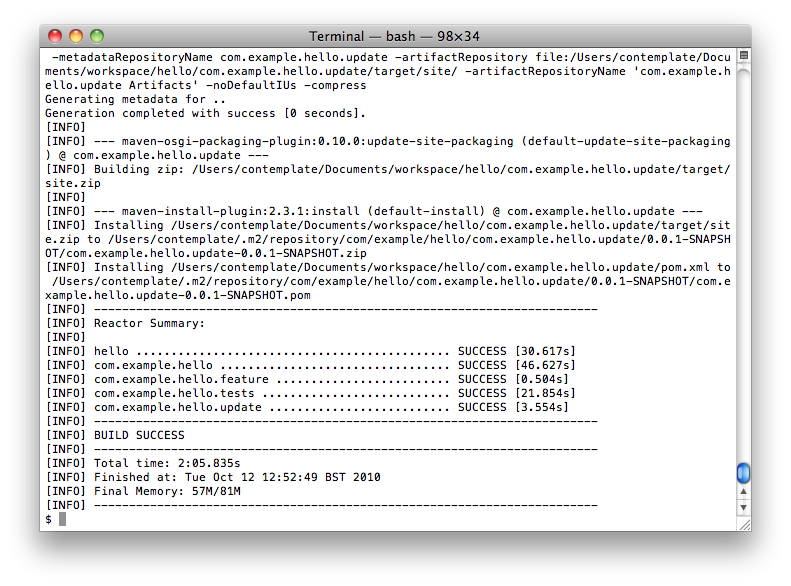 Terminal — bash — 98×34
-metadataRepositoryName com.example.hello.update -artifactRepository file:/Users/contemplate/Docu
ments/workspace/hello/com.example.hello.update/target/site/ -artifactRepositoryName 'com.example.h
ello.update Artifacts' -noDefaultIUs -compress
Generating metadata for ..
Generation completed with success [0 seconds].
[INFO]
[INFO] --- maven-osgi-packaging-plugin:0.10.0:update-site-packaging (default-update-site-packaging
) @ com.example.hello.update ---
[INFO] Building zip: /Users/contemplate/Documents/workspace/hello/com.example.hello.update/target/
site.zip
[INFO]
[INFO] --- maven-install-plugin:2.3.1:install (default-install) @ com.example.hello.update ---
[INFO] Installing /Users/contemplate/Documents/workspace/hello/com.example.hello.update/target/sit
e.zip to /Users/contemplate/.m2/repository/com/example/hello/com.example.hello.update/0.0.1-SNAPSH
OT/com.example.hello.update-0.0.1-SNAPSHOT.zip
[INFO] Installing /Users/contemplate/Documents/workspace/hello/com.example.hello.update/pom.xml to
 /Users/contemplate/.m2/repository/com/example/hello/com.example.hello.update/0.0.1-SNAPSHOT/com.e
xample.hello.update-0.0.1-SNAPSHOT.pom
[INFO] ------------------------------------------------------------------------
[INFO] Reactor Summary:
[INFO]
[INFO] hello ............................................. SUCCESS [30.617s]
[INFO] com.example.hello ................................. SUCCESS [46.627s]
[INFO] com.example.hello.feature ......................... SUCCESS [0.504s]
[INFO] com.example.hello.tests ........................... SUCCESS [21.854s]
[INFO] com.example.hello.update .......................... SUCCESS [3.554s]
[INFO] ------------------------------------------------------------------------
[INFO] BUILD SUCCESS
[INFO] ------------------------------------------------------------------------
[INFO] Total time: 2:05.835s
[INFO] Finished at: Tue Oct 12 12:52:49 BST 2010
[INFO] Final Memory: 57M/81M
[INFO] ------------------------------------------------------------------------
$